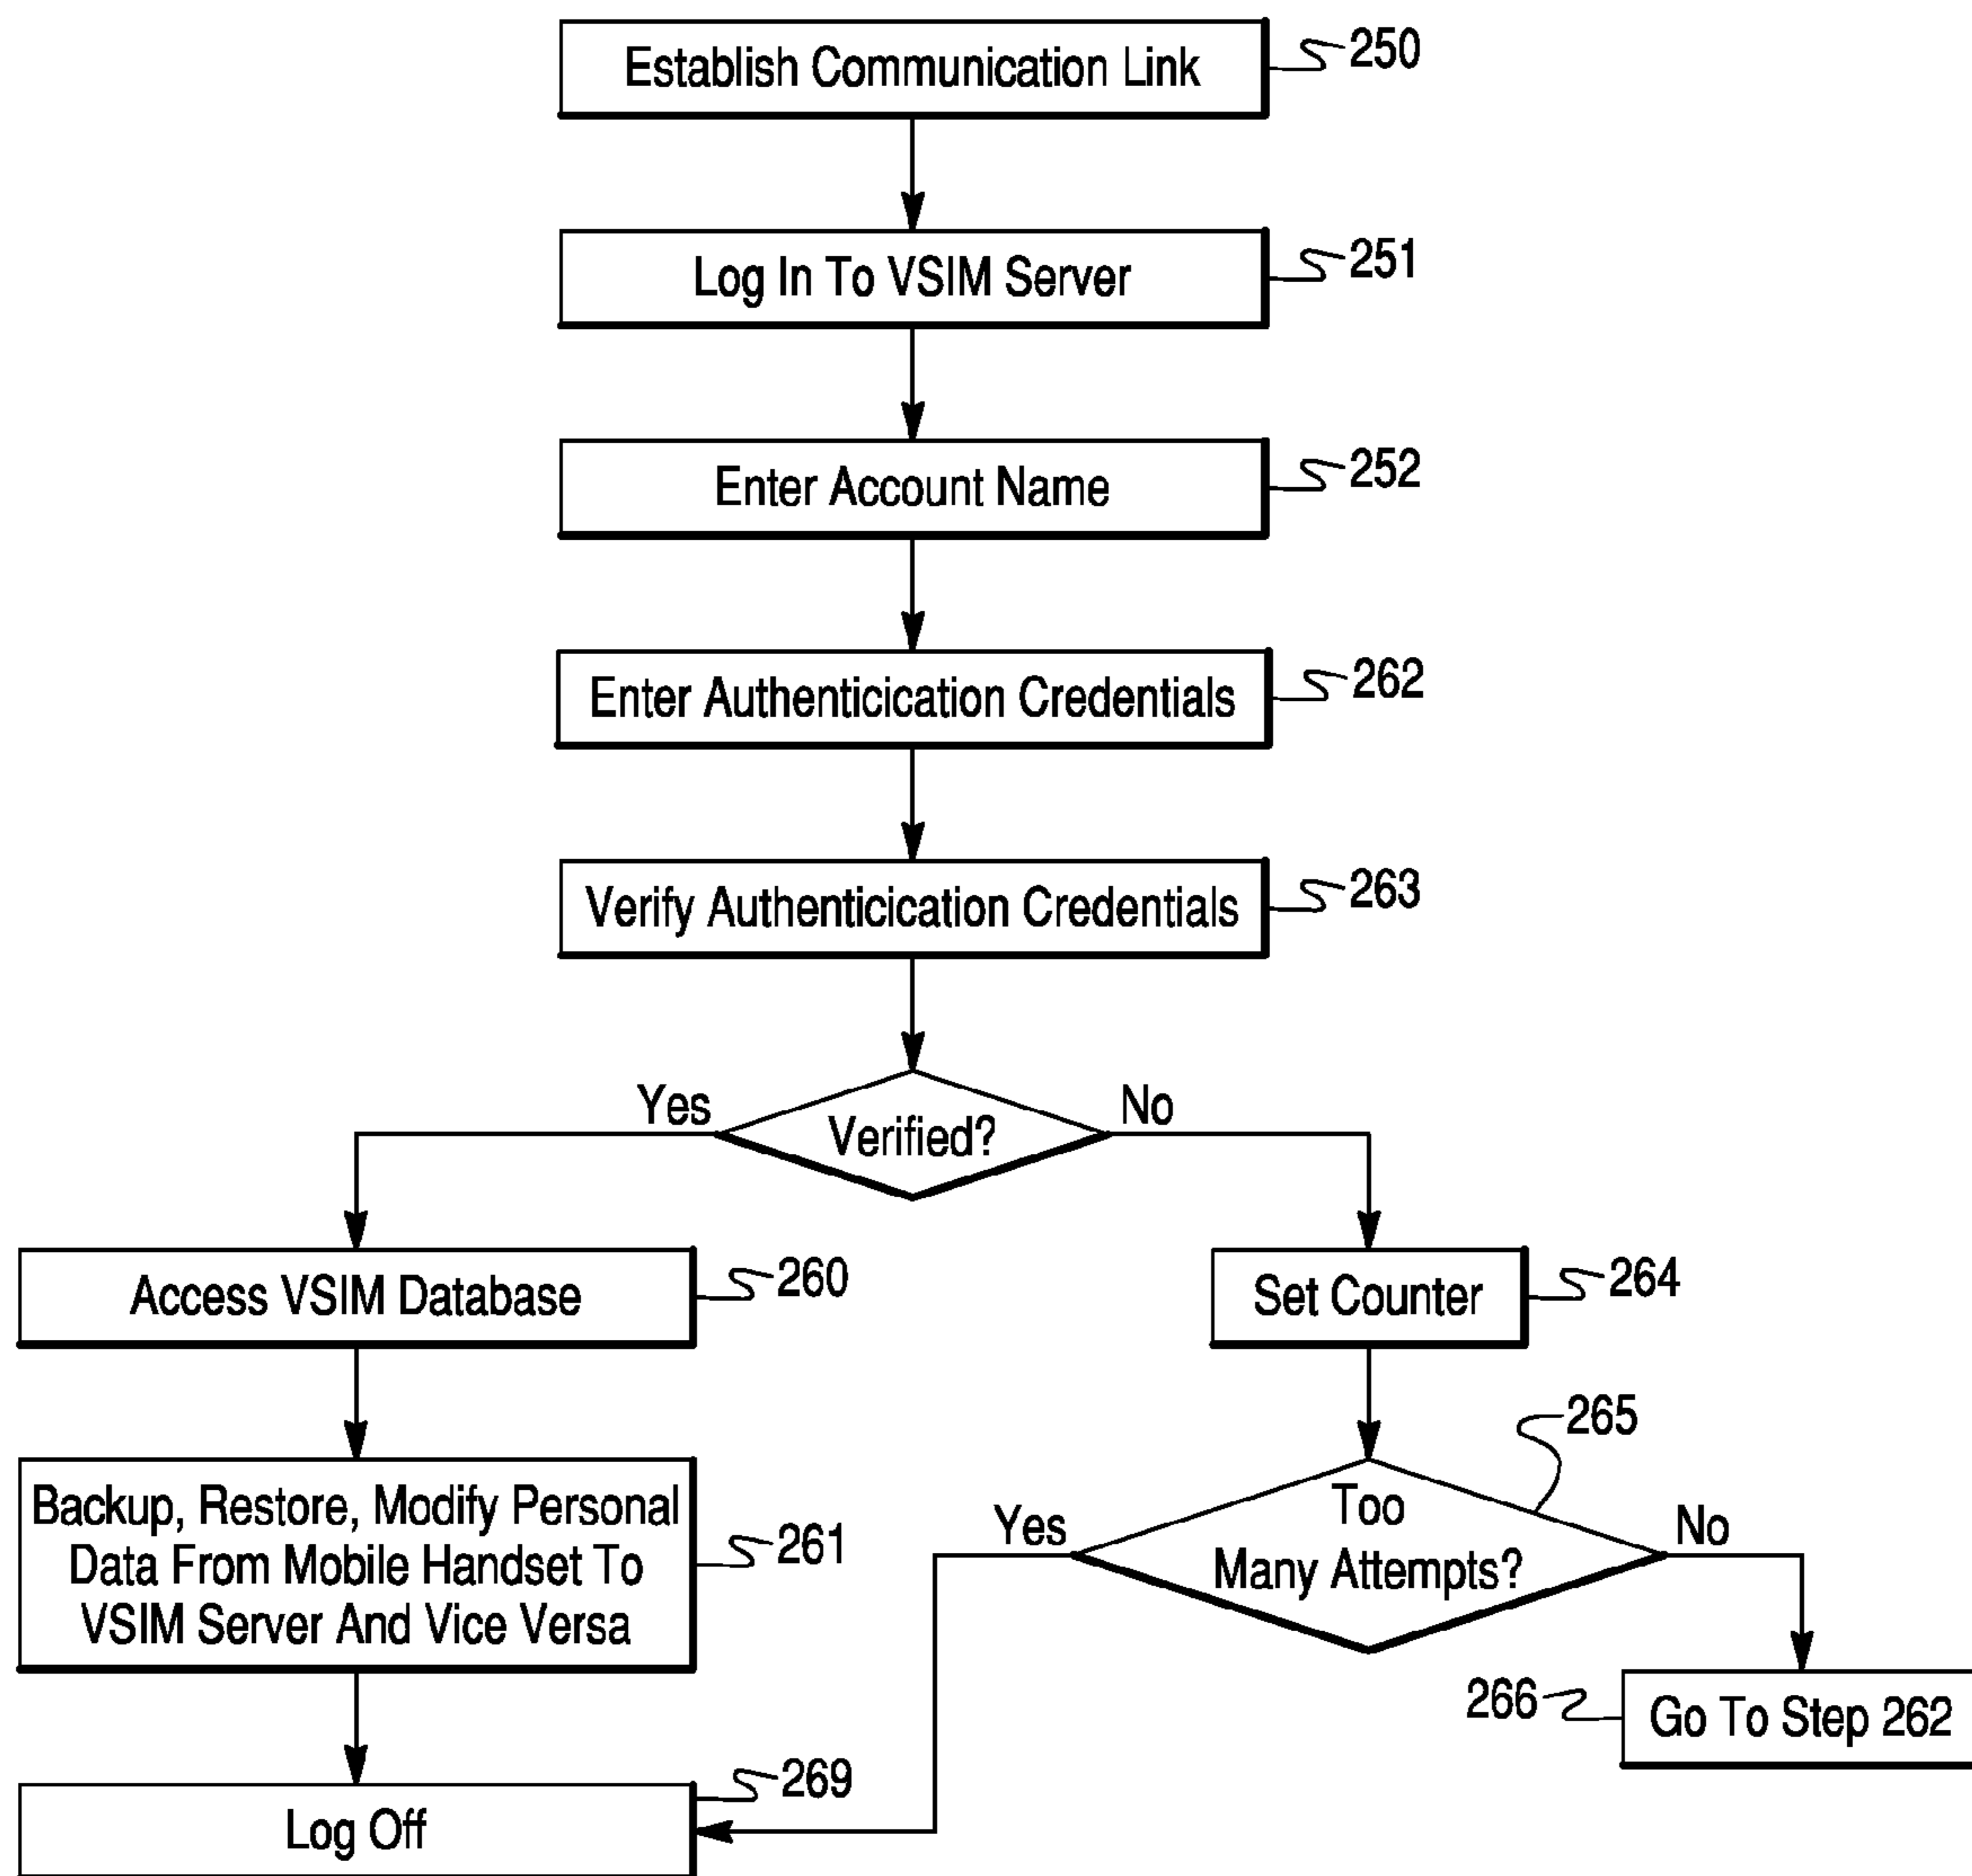 Establish Communication Link
250
Log In To VSIM Server
251
Enter Account Name
252
Enter Authenticication Credentials
262
Verify Authenticication Credentials
263
Yes
Verified?
No
Access VSIM Database
260
Set Counter
264
265
Backup, Restore, Modify Personal
Data From Mobile Handset To
VSIM Server And Vice Versa
261
Yes
Too
Many Attempts?
No
266
Go To Step 262
Log Off
269